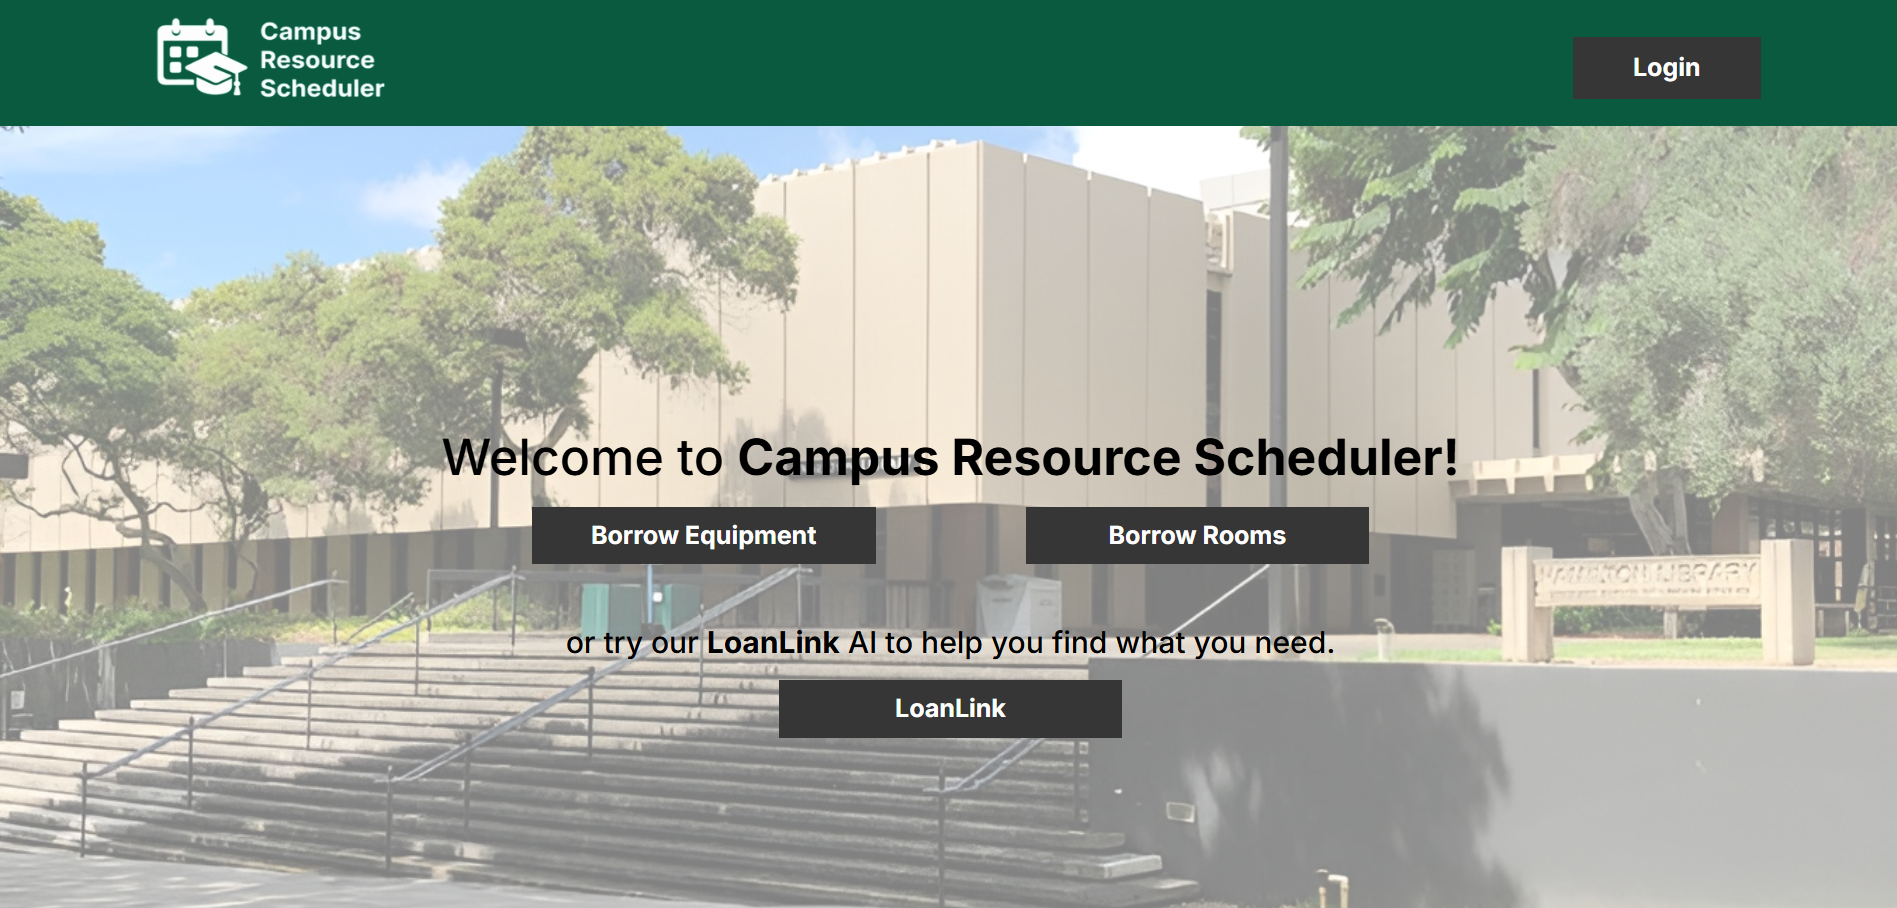 Campus
Resource
Scheduler
Login
Welcome to Campus Resource Scheduler!
Borrow Equipment
Borrow Rooms
or try our LoanLink AI to help you find what you need.
LoanLink
HAMILTON LIBRARY